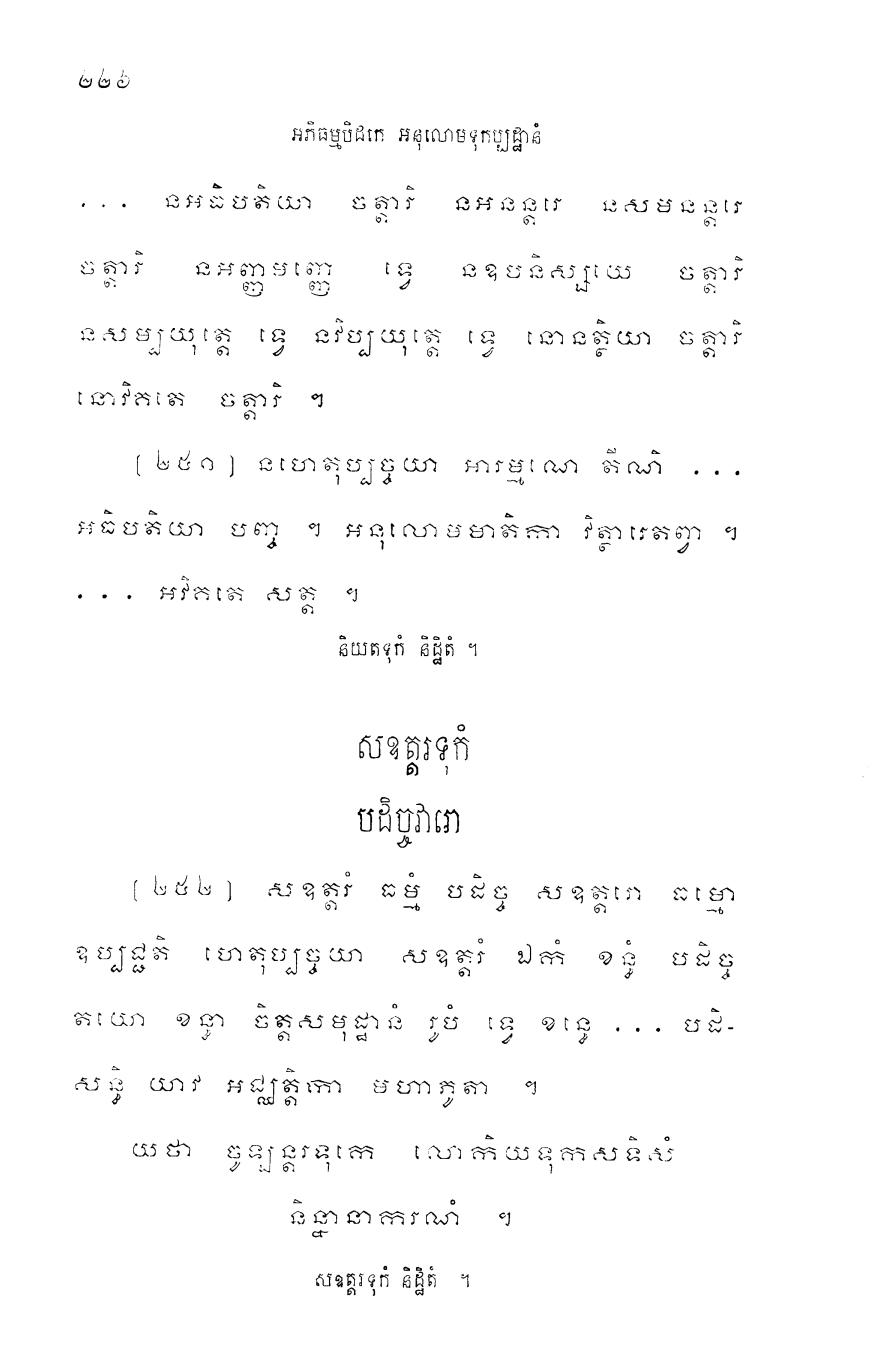 ២២៦
អភិធម្មបិដកេ អនុលោមទុកប្បដ្ឋានំ
... នអធិបតិយា ចត្តារិ នអនន្តរេ នសមនន្តរេ
ចត្តារិ នអញ្ញមញ្ញេ ទ្វេ នឧបនិស្សយេ ចត្តារិ
នសម្បយុត្តេ ទ្វេ នវិប្បយុត្តេ ទ្វេ នោនត្ថិយា ចត្តារិ
នោវិគតេ ចត្តារិ ។
[២៥១] នហេតុប្បច្ចយា អារម្មណេ តីណិ ...
អធិបតិយា បញ្ច ។ អនុលោមមាតិកា វិត្ថារេតព្វា ។
... អវិគតេ សត្ត ។
និយតទុកំ និដ្ឋិតំ ។
សឧត្តរទុកំ
បដិច្ចវារោ
[២៥២] សឧត្តរំ ធម្មំ បដិច្ច សឧត្តរោ ធម្មោ
ឧប្បជ្ជតិ ហេតុប្បច្ចយា សឧត្តរំ ឯកំ ខន្ធំ បដិច្ច
តយោ ខន្ធា ចិត្តសមុដ្ឋានំ រូបំ ទ្វេ ខន្ធេ ... បដិ-
សន្ធិ យាវ អជ្ឈត្តិកា មហាភូតា ។
យថា ចូឡន្តរទុកេ លោកិយទុកសទិសំ
និន្នានាករណំ ។
សឧត្តរទុកំ និដ្ឋិតំ ។